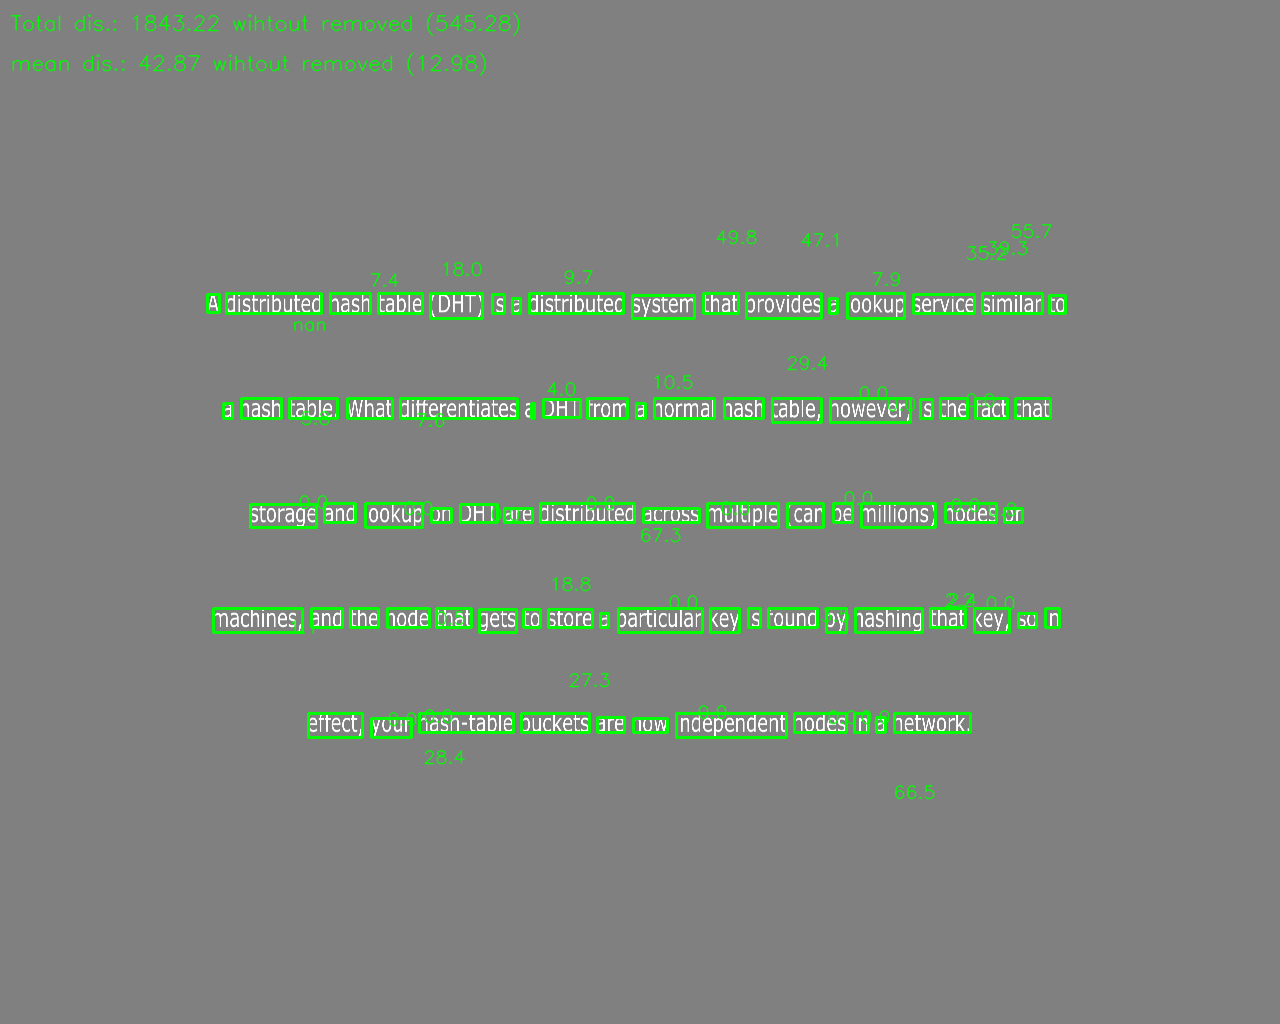 Total dis.: 1843.22 wihtout removed (545.28)
mean dis.: 42.87 wihtout removed (12.98)
55.7
49.8 47.1
35.2 39.3
7.4 18.0 9.7 7.9
A distributed hash table (DHT) is a distributed system that provides a lookup service similar to
nan
29.4
4.0 10.5
0.0 0.0
a hash table. What differentiates a DHT from a normal hash table, however, is the fact that
7.6
0.0 0.0 0.0
storage and lookup on DHT are distributed across multiple (can be millions) nodes or
67.3
18.8
0.0 0.0
machines, and the node that gets to store a particular key is found by hashing that key, so in
27.3
0.0
effect, your hash-table buckets are now independent nodes in a network.
28.4
66.5